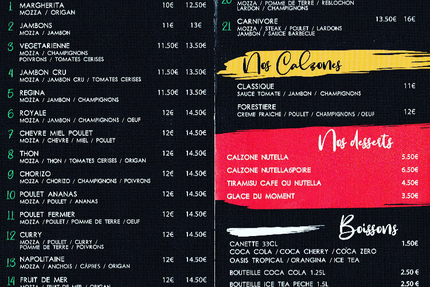 1 MARGHERITA 10€ 12.50€
MOZZA / ORIGAN
2 JAMBONS 11€ 13€
MOZZA / JAMBON
3 VEGETARIENNE 11.50€ 13.50€
MOZZA / CHAMPIGNONS
POIVRONS / TOMATES CERISES
4 JAMBON CRU 11.50€ 13.50€
MOZZA / JAMBON CRU / TOMATES CERISES
5 REGINA 11.50€ 13.50€
MOZZA / JAMBON / CHAMPIGNONS
6 ROYALE 12€ 14.50€
MOZZA / JAMBON / CHAMPIGNONS / OEUF
7 CHEVRE MIEL POULET 12€ 14.50€
MOZZA / CHEVRE / MIEL / POULET
8 THON 12€ 14.50€
MOZZA / THON / TOMATES CERISES / ORIGAN
9 CHORIZO 12€ 14.50€
MOZZA / CHORIZO / CHAMPIGNONS / POIVRONS
10 POULET ANANAS 12€ 14.50€
MOZZA / POULET / ANANAS
11 POULET FERMIER 12€ 14.50€
MOZZA / POULET / POMME DE TERRE / OEUF
12 CURRY 12€ 14.50€
MOZZA / POULET / CURRY /
POMME DE TERRE / POIVRONS
13 NAPOLITAINE 12€ 14.50€
MOZZA / ANCHOIS / CÂPRES / ORIGAN
14 FRUIT DE MER 12€ 14.50€
20 MOZZA / POMME DE TERRE / REBLOCHON
LARDON / CHAMPIGNONS
21 CARNIVORE 13.50€ 16€
MOZZA / STEAK / POULET / LARDONS
JAMBON / SAUCE BARBECUE
Nos Calzones
CLASSIQUE 11€
SAUCE TOMATE / JAMBON / CHAMPIGNON
FORESTIERE 12€
CREME FRAICHE / POULET / CHAMPIGNONS / OEUF
Nos desserts
CALZONE NUTELLA 5.50€
CALZONE NUTELLA&POIRE 6.50€
TIRAMISU CAFE OU NUTELLA 4.50€
GLACE DU MOMENT 3.50€
Boissons
CANETTE 33CL 1.50€
COCA COLA / COCA CHERRY / COCA ZERO
OASIS TROPICAL / ORANGINA / ICE TEA
BOUTEILLE COCA COLA 1.25L 2.50 €
BOUTEILLE ICE TEA PECHE 1.5L 2.50 €